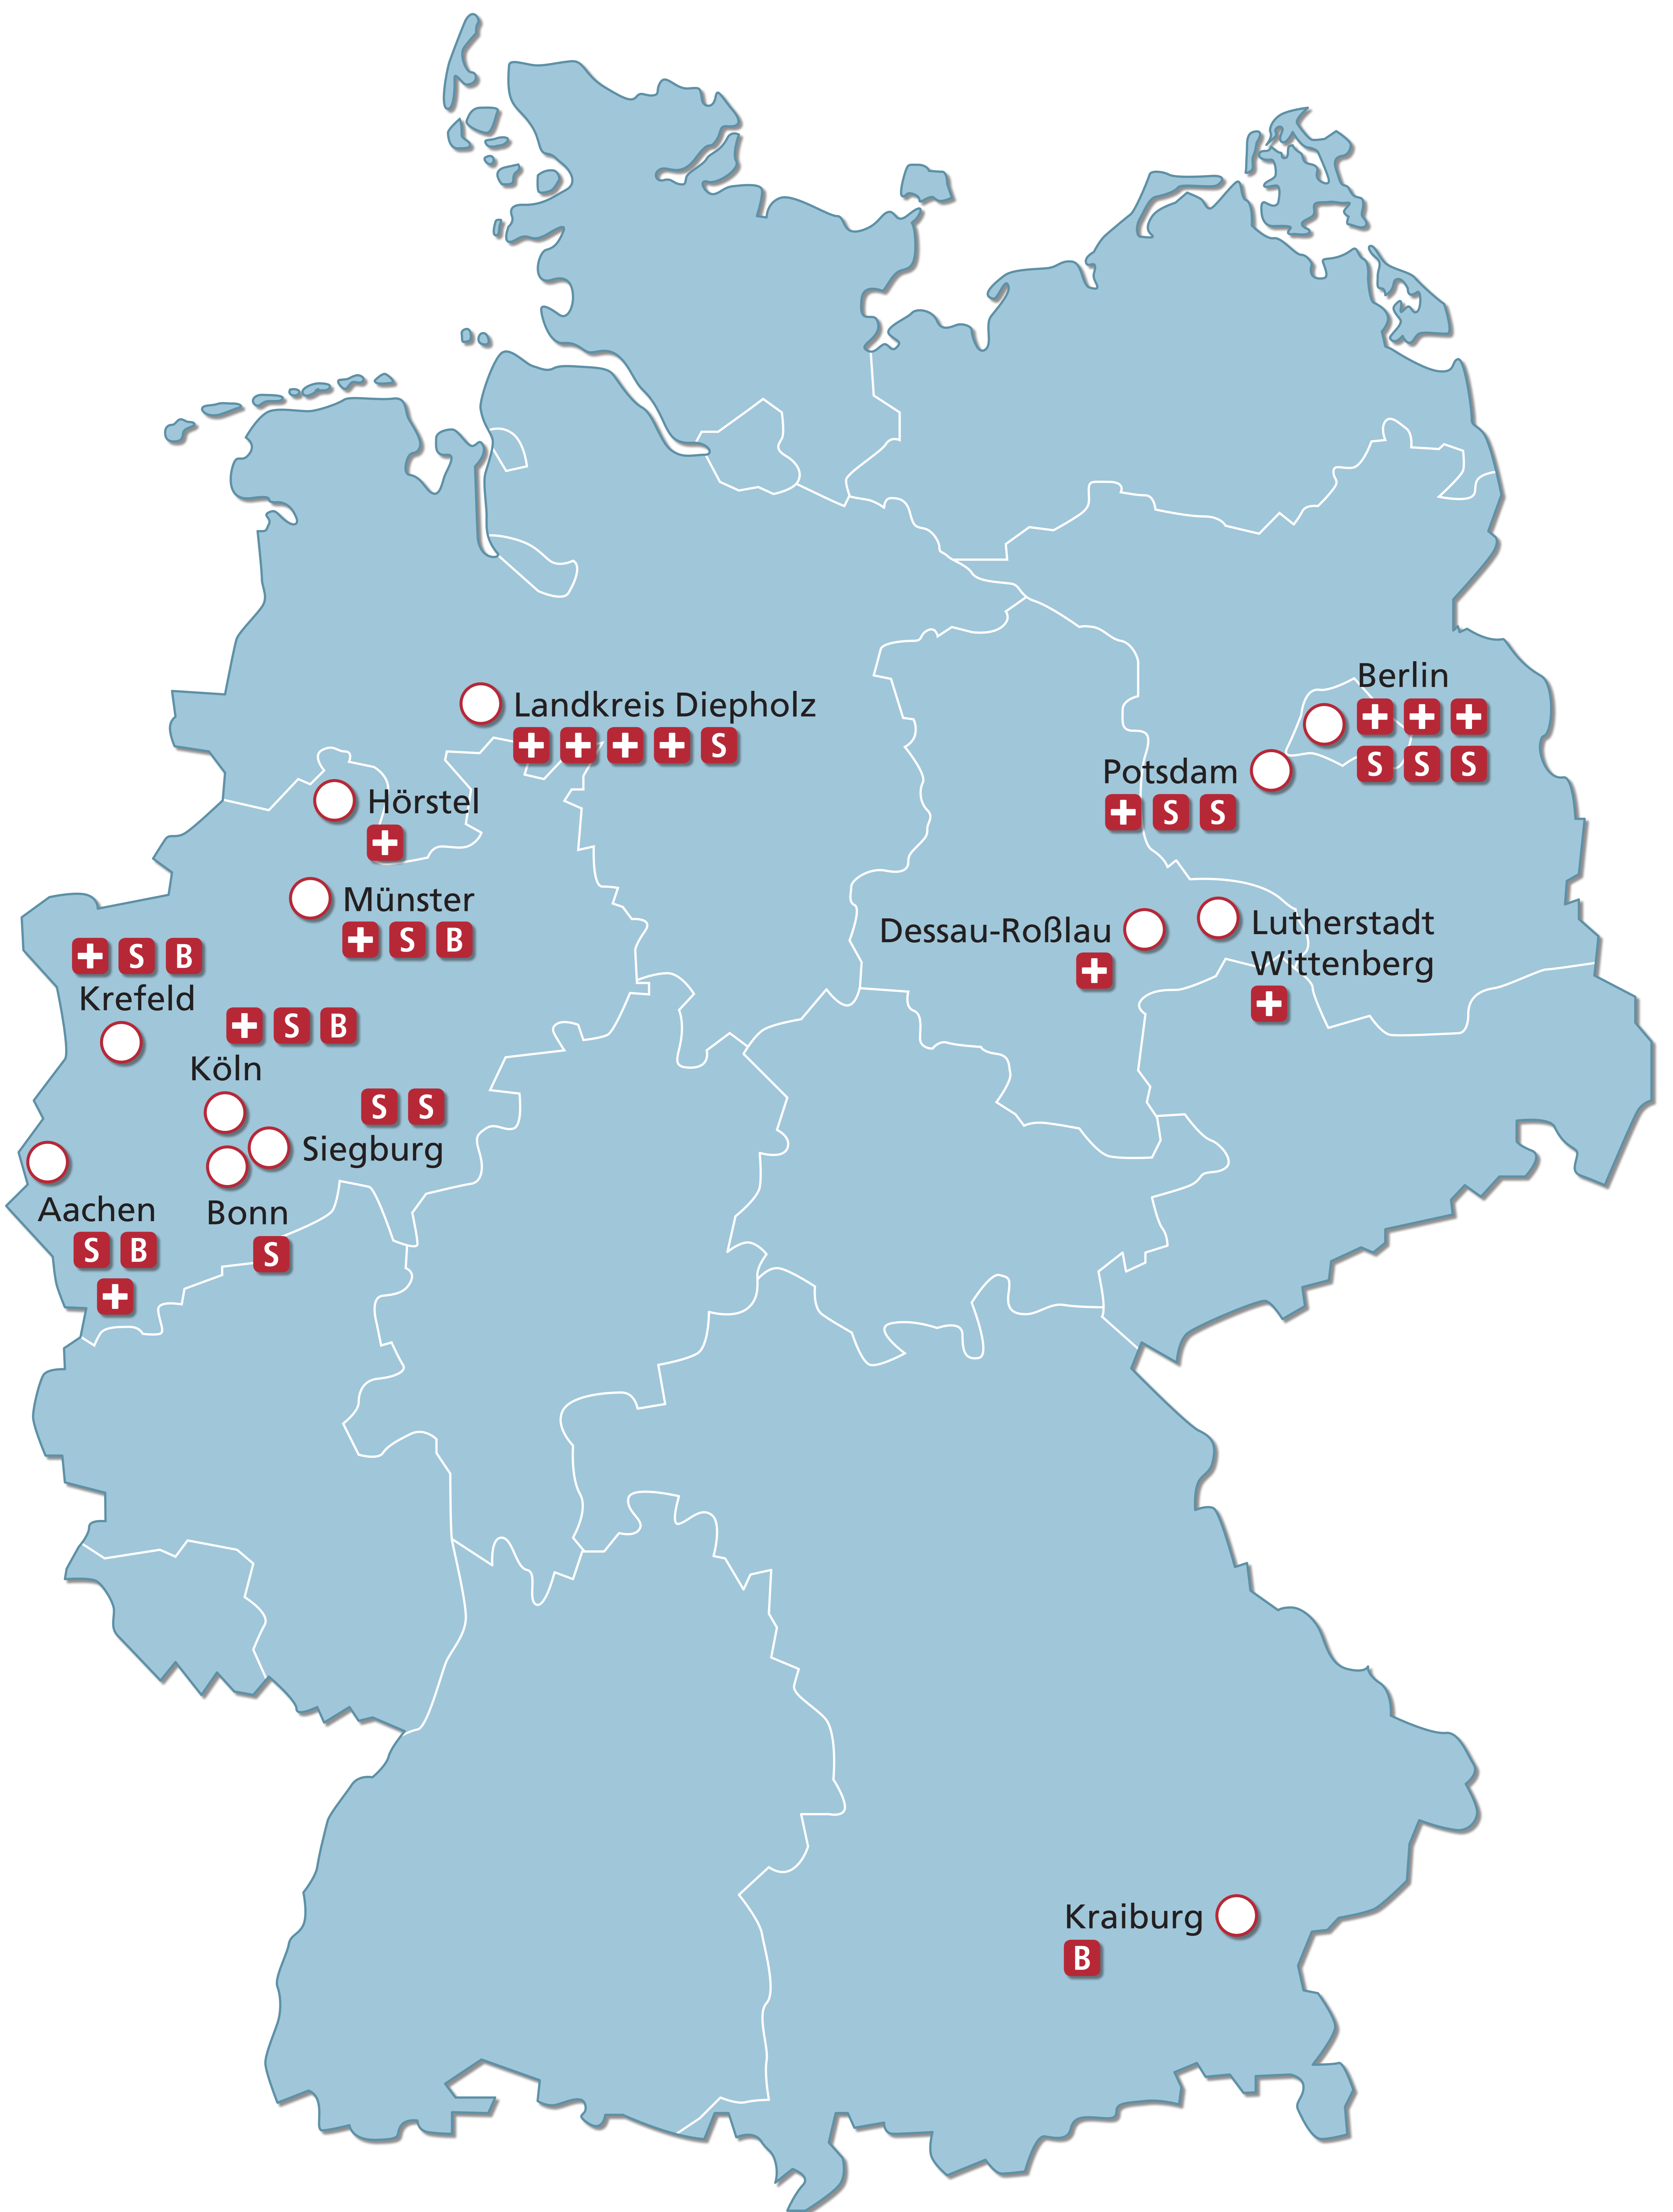 Berlin
S S S
Landkreis Diepholz
S
Potsdam
S S
Hörstel
Münster
S B
Dessau-Roßlau
Lutherstadt
Wittenberg
S B
Krefeld
S B
Köln
S S
Siegburg
Aachen
S B
Bonn
S
Kraiburg
B